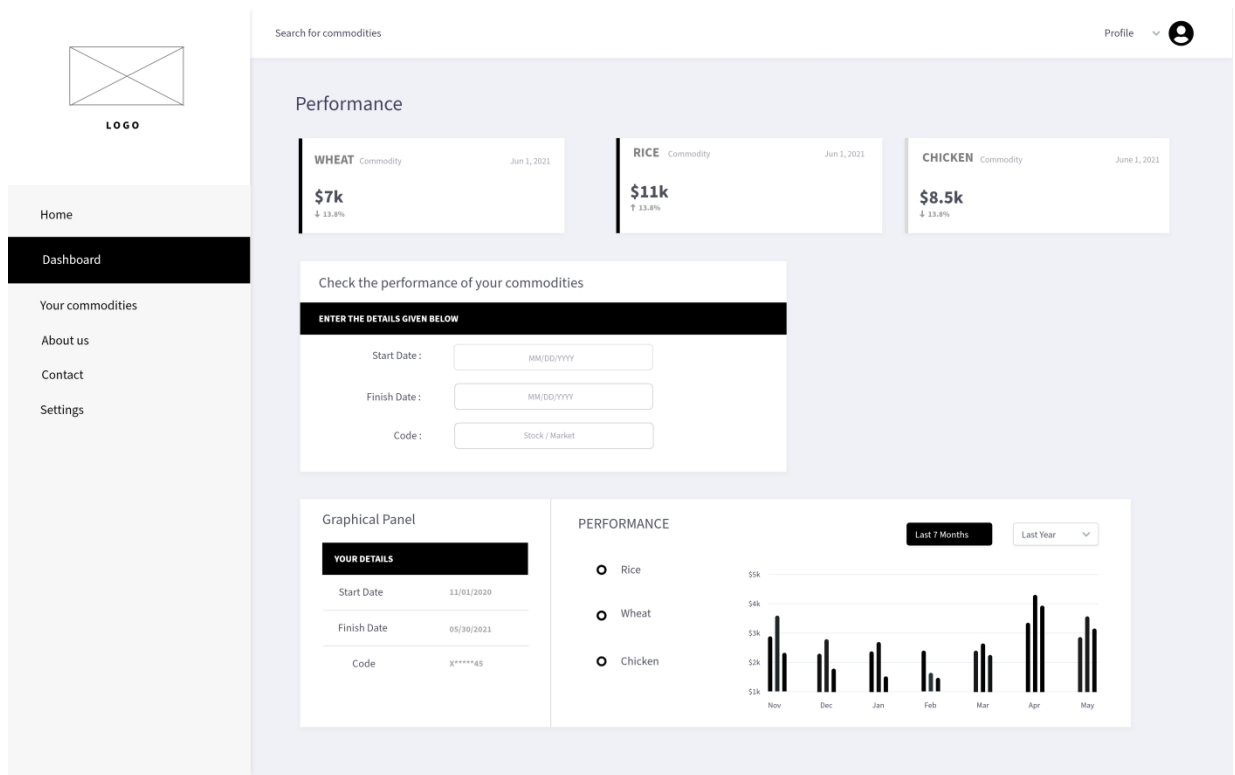 Search for commodities
Profile
LOGO
Home
Dashboard
Your commodities
About us
Contact
Settings
Performance
WHEAT Commodity Jun 1, 2021
$7k
↓ 13.8%
RICE Commodity Jun 1, 2021
$11k
↑ 13.8%
CHICKEN Commodity June 1, 2021
$8.5k
↓ 13.8%
Check the performance of your commodities
ENTER THE DETAILS GIVEN BELOW
Start Date : MM/DD/YYYY
Finish Date : MM/DD/YYYY
Code : Stock / Market
Graphical Panel
YOUR DETAILS
Start Date 11/01/2020
Finish Date 05/30/2021
Code X*****45
PERFORMANCE
Last 7 Months
Last Year
Rice
Wheat
Chicken
$5k
$4k
$3k
$2k
$1k
Nov Dec Jan Feb Mar Apr May